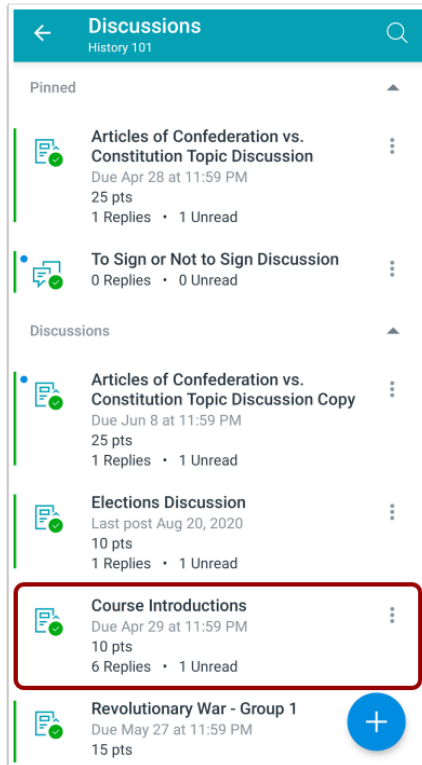 Discussions
History 101
Pinned
Articles of Confederation vs.
Constitution Topic Discussion
Due Apr 28 at 11:59 PM
25 pts
1 Replies • 1 Unread
To Sign or Not to Sign Discussion
0 Replies • 0 Unread
Discussions
Articles of Confederation vs.
Constitution Topic Discussion Copy
Due Jun 8 at 11:59 PM
25 pts
1 Replies • 1 Unread
Elections Discussion
Last post Aug 20, 2020
10 pts
1 Replies • 1 Unread
Course Introductions
Due Apr 29 at 11:59 PM
10 pts
6 Replies • 1 Unread
Revolutionary War - Group 1
Due May 27 at 11:59 PM
15 pts